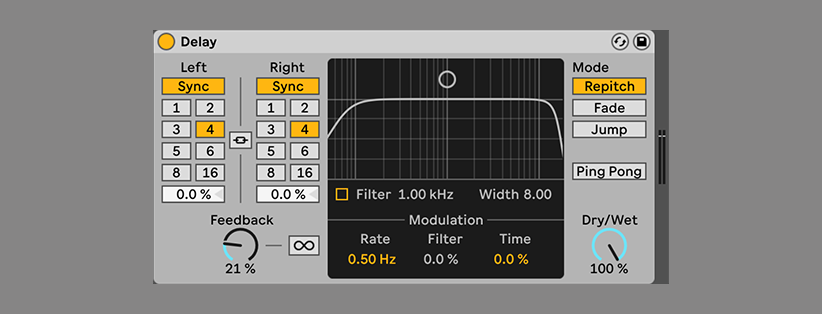 Delay
Left
Right
Mode
Sync
Sync
Repitch
1 2
1 2
Fade
3 4
3 4
Jump
5 6
5 6
8 16
8 16
Ping Pong
0.0 %
0.0 %
Filter 1.00 kHz Width 8.00
Feedback
Modulation
Dry/Wet
Rate Filter Time
∞
21 %
0.50 Hz 0.0 % 0.0 %
100 %